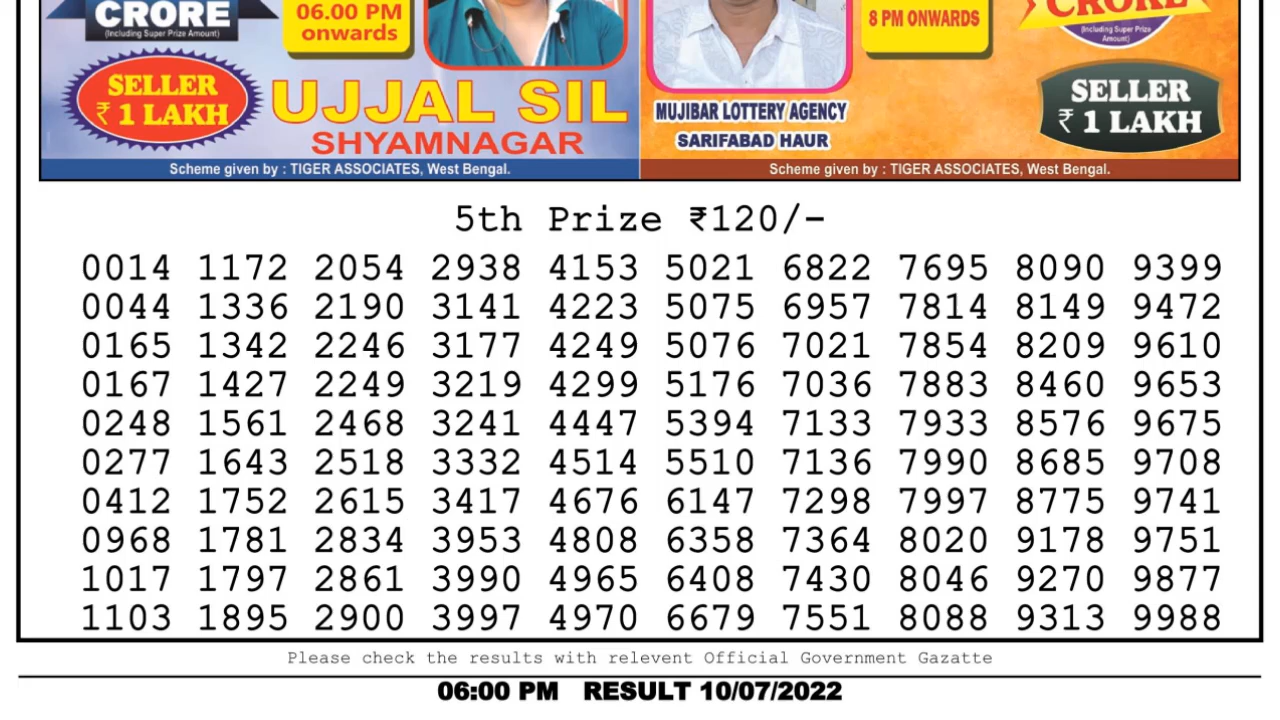 CRORE
(Including Super Prize Amount)
06.00 PM
onwards
SELLER
₹ 1 LAKH
UJJAL SIL
SHYAMNAGAR
Scheme given by : TIGER ASSOCIATES, West Bengal.
8 PM ONWARDS
CRORE
(Including Super Prize
Amount)
MUJIBAR LOTTERY AGENCY
SARIFABAD HAUR
SELLER
₹ 1 LAKH
Scheme given by : TIGER ASSOCIATES, West Bengal.
5th Prize ₹120/-
0014 1172 2054 2938 4153 5021 6822 7695 8090 9399
0044 1336 2190 3141 4223 5075 6957 7814 8149 9472
0165 1342 2246 3177 4249 5076 7021 7854 8209 9610
0167 1427 2249 3219 4299 5176 7036 7883 8460 9653
0248 1561 2468 3241 4447 5394 7133 7933 8576 9675
0277 1643 2518 3332 4514 5510 7136 7990 8685 9708
0412 1752 2615 3417 4676 6147 7298 7997 8775 9741
0968 1781 2834 3953 4808 6358 7364 8020 9178 9751
1017 1797 2861 3990 4965 6408 7430 8046 9270 9877
1103 1895 2900 3997 4970 6679 7551 8088 9313 9988
Please check the results with relevent Official Government Gazatte
06:00 PM RESULT 10/07/2022